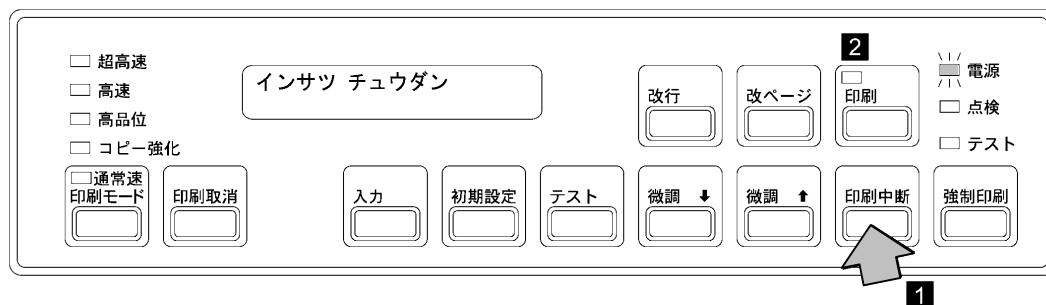 2
超高速
インサツ チュウダン
電源
高速
改行
改ページ
印刷
点検
高品位
コピー強化
テスト
通常速
印刷モード
印刷取消
入力
初期設定
テスト
微調 ⬇
微調 ⬆
印刷中断
強制印刷
1